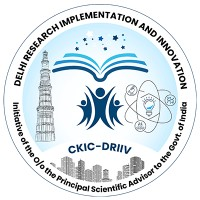 DELHI RESEARCH IMPLEMENTATION AND INNOVATION
CKIC-DRIIV
Initiative of the O/o the Principal Scientific Advisor to the Govt. of India